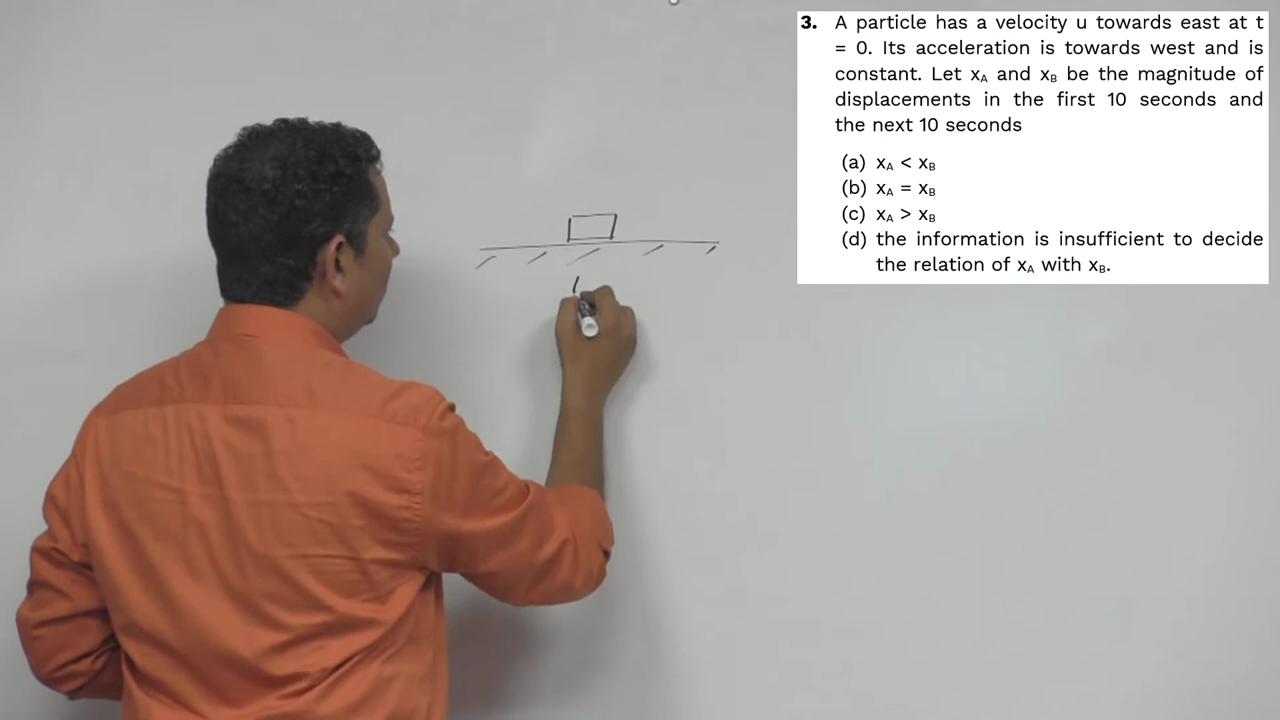 3. A particle has a velocity u towards east at t
= 0. Its acceleration is towards west and is
constant. Let xA and xB be the magnitude of
displacements in the first 10 seconds and
the next 10 seconds
(a) xA < xB
(b) xA = xB
(c) xA > xB
(d) the information is insufficient to decide
the relation of xA with xB.